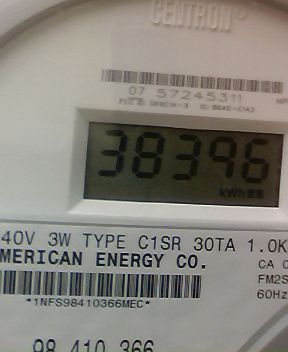 CENTRON®
07 57245311
38396
kWh
40V 3W TYPE C1SR 30TA 1.0K
MERICAN ENERGY CO.
CA
FM2S
60Hz
*1NFS98410366MEC*
98 410 366